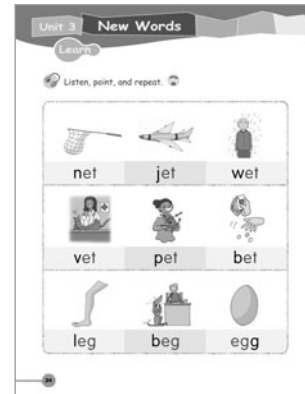 Unit 3 New Words
Learn
Listen, point, and repeat.
net jet wet
vet pet bet
leg beg egg